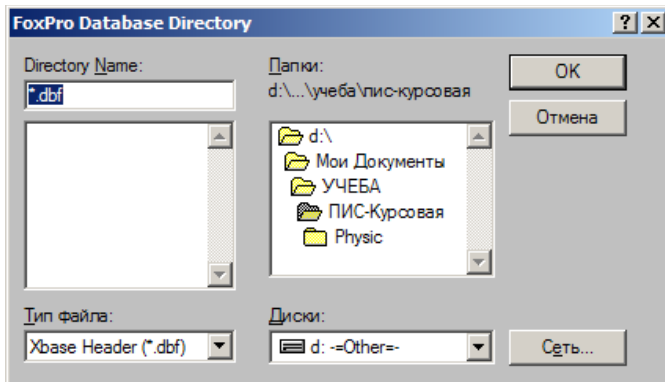 FoxPro Database Directory
Directory Name:
*.dbf
Папки:
d:\...\учеба\пис-курсовая
OK
Отмена
d:\
Мои Документы
УЧЕБА
ПИС-Курсовая
Physic
Тип файла:
Xbase Header (*.dbf)
Диски:
d: -=Other=-
Сеть...